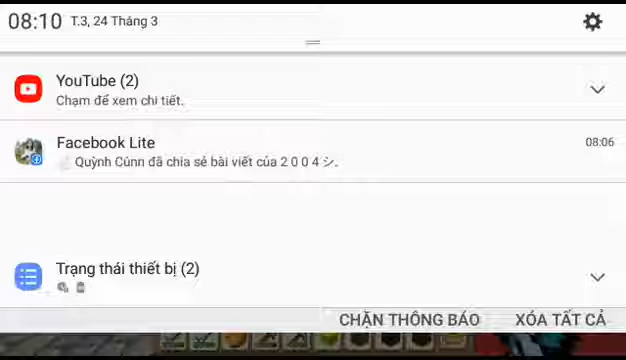 08:10 T.3, 24 Tháng 3
YouTube (2)
Chạm để xem chi tiết.
Facebook Lite 08:06
Quỳnh Cúnn đã chia sẻ bài viết của 2 0 0 4 シ.
Trạng thái thiết bị (2)
CHẶN THÔNG BÁO XÓA TẤT CẢ